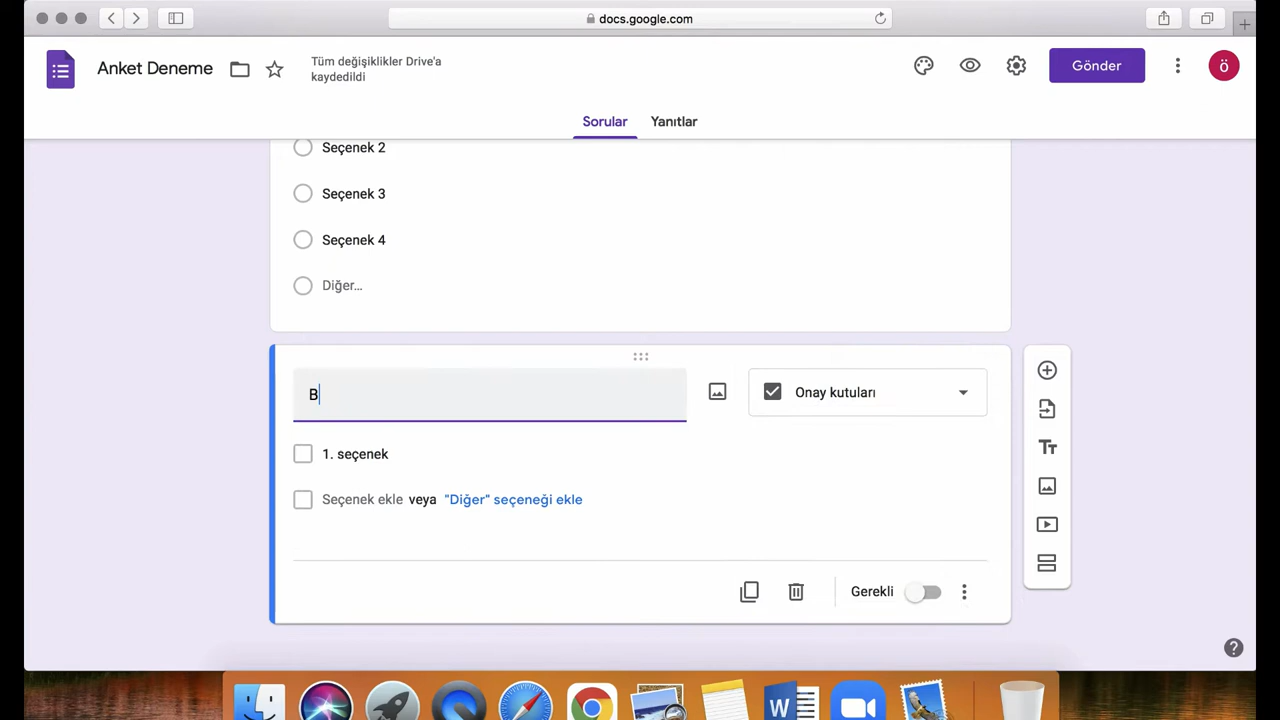 docs.google.com
Anket Deneme
Tüm değişiklikler Drive'a
kaydedildi
Gönder
ö
Sorular
Yanıtlar
Seçenek 2
Seçenek 3
Seçenek 4
Diğer...
B
Onay kutuları
1. seçenek
Seçenek ekle veya "Diğer" seçeneği ekle
Gerekli